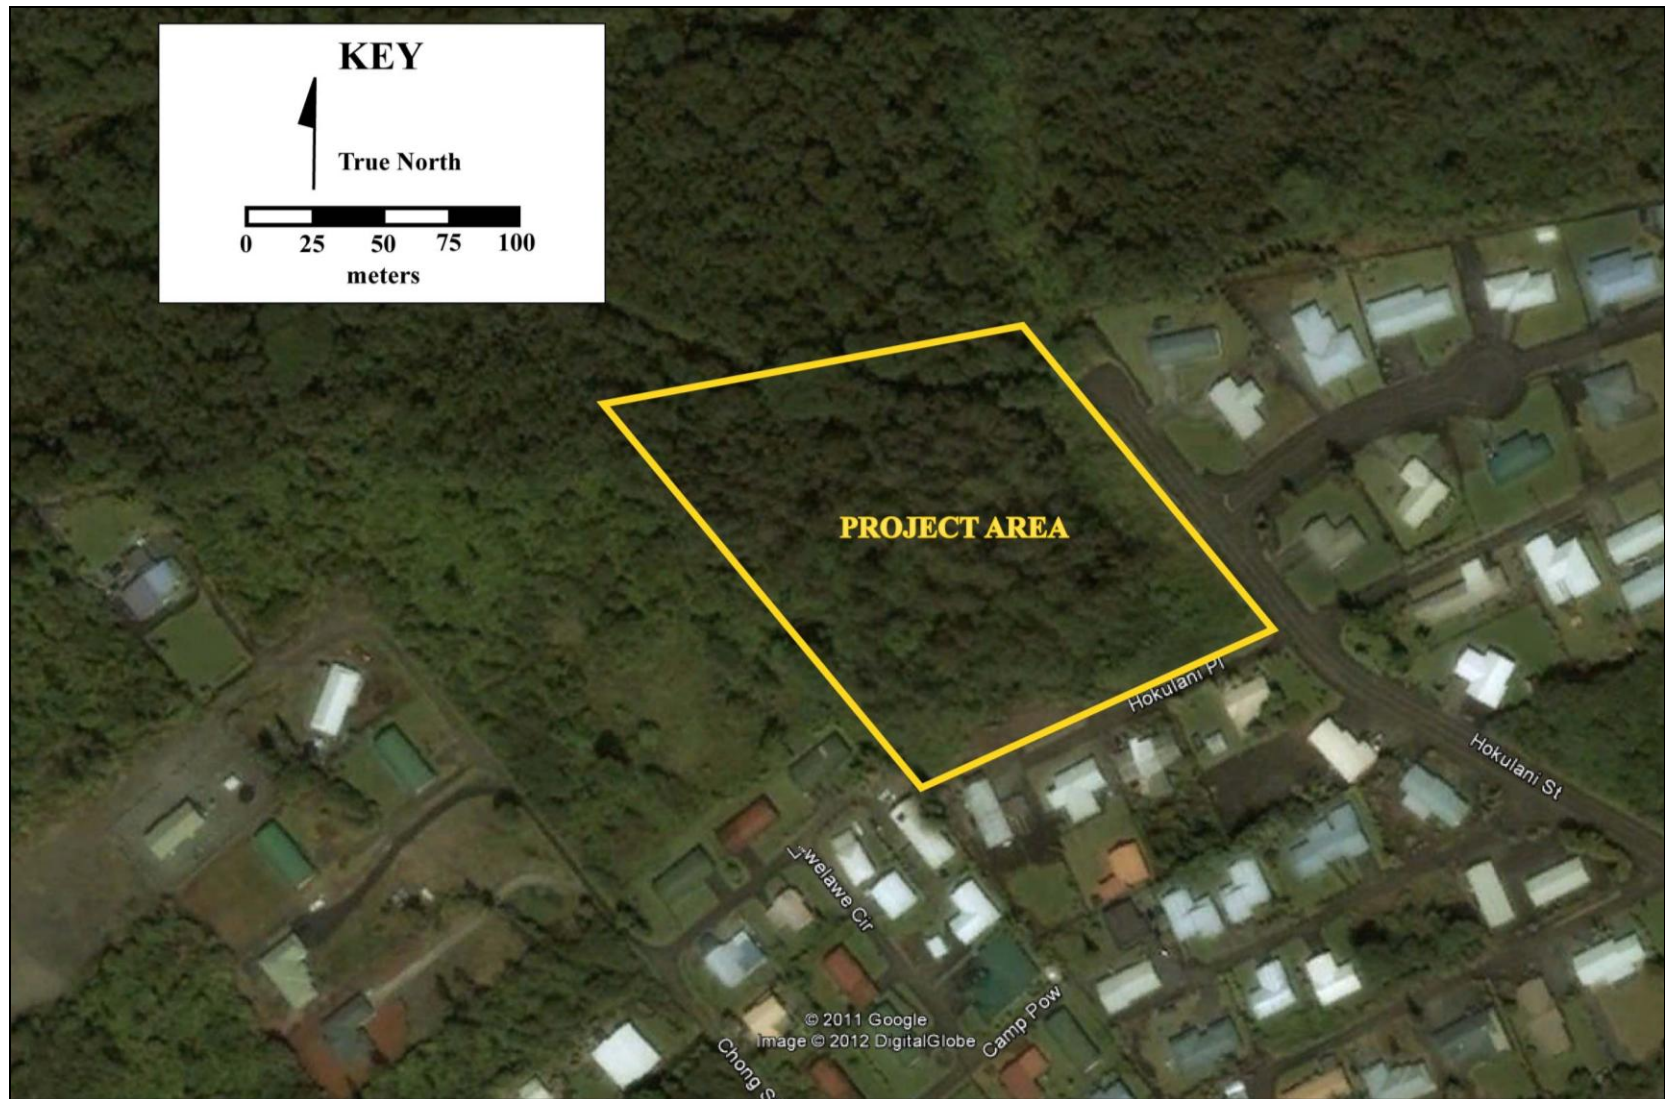 KEY
True North
0 25 50 75 100
meters
PROJECT AREA
Hokulani Pl
Hokulani St
welawe Cir
© 2011 Google
Image © 2012 DigitalGlobe
Camp Pow
Chong S